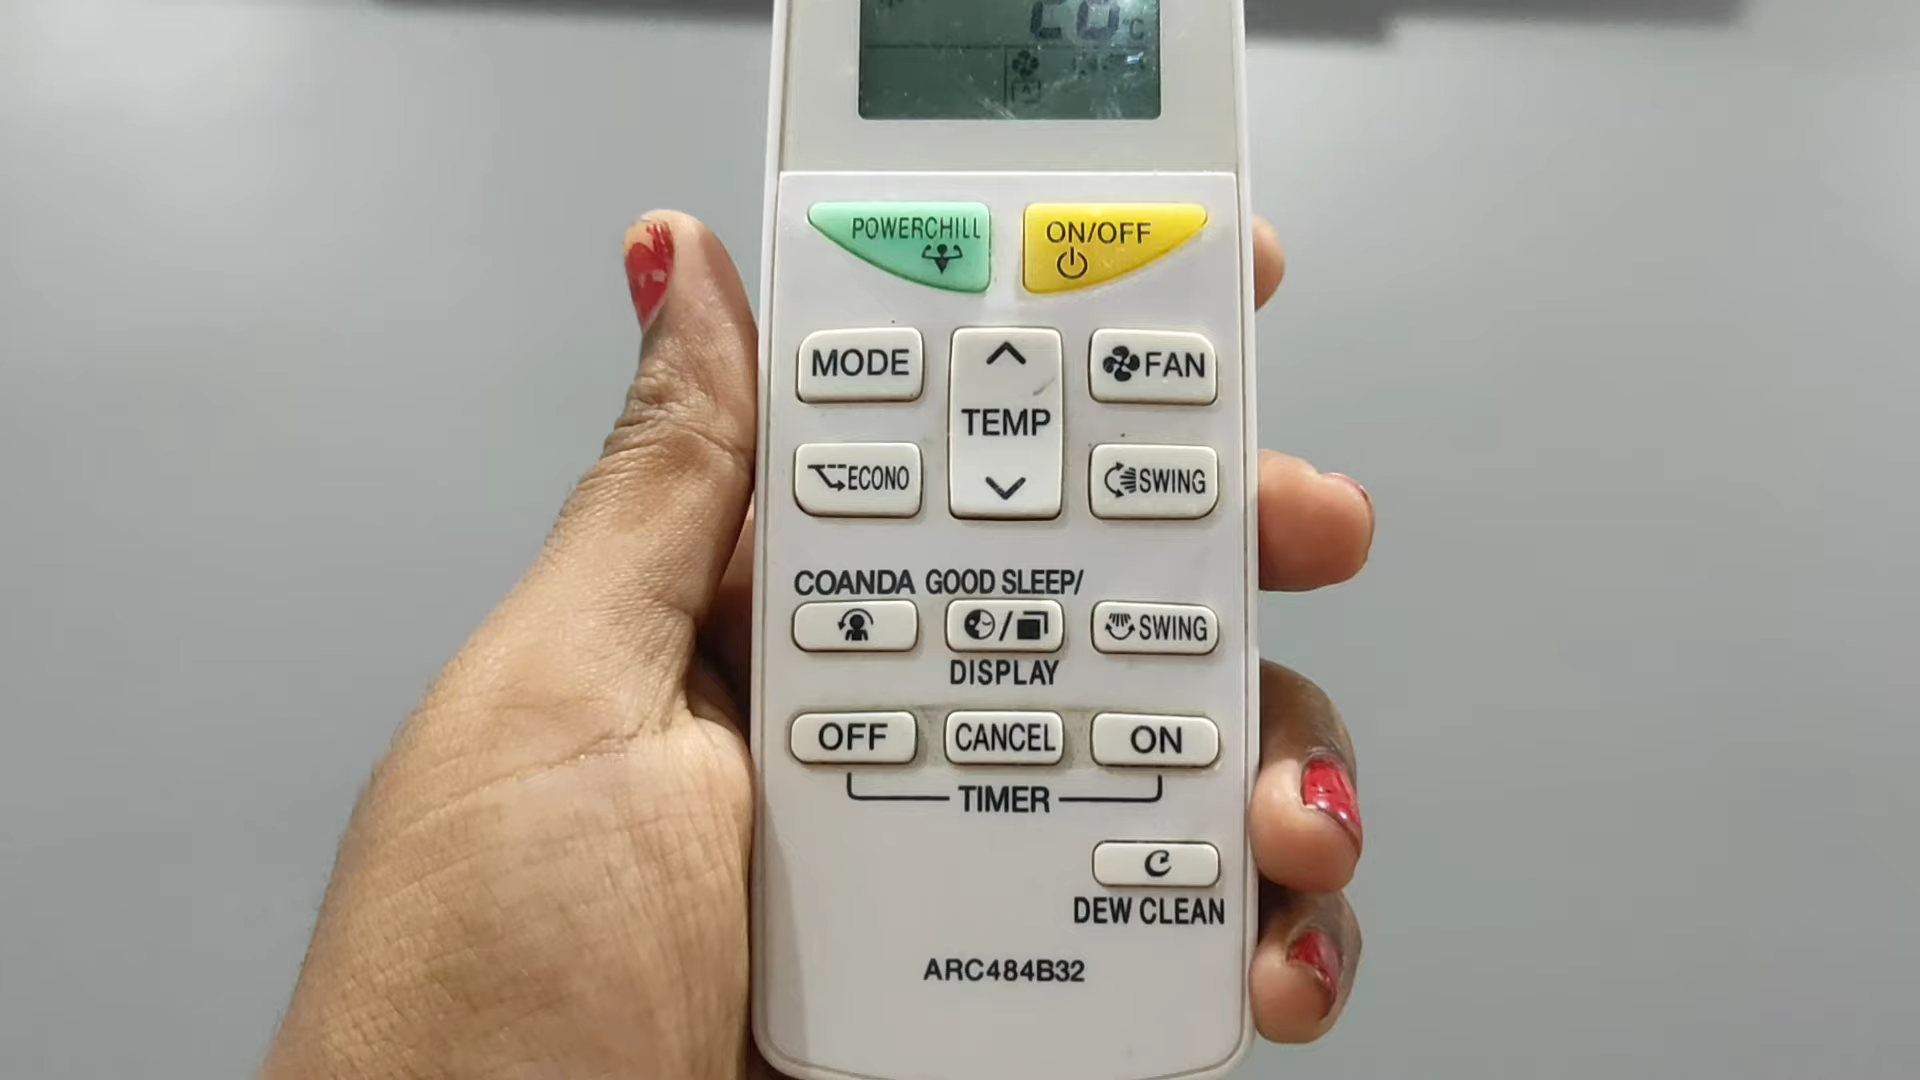 °C
POWERCHILL
ON/OFF
MODE
TEMP
FAN
ECONO
SWING
COANDA
GOOD SLEEP/
DISPLAY
SWING
OFF
CANCEL
ON
TIMER
DEW CLEAN
ARC484B32